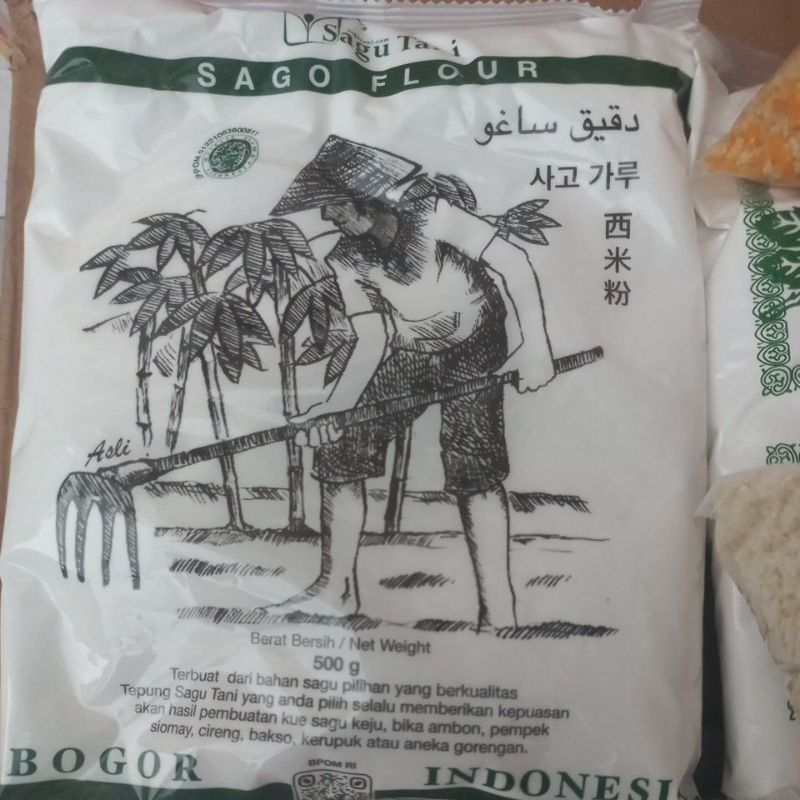 Sagu Tani
SAGO FLOUR
دقيق ساغو
사고 가루
西
米
粉
Asli
Berat Bersih / Net Weight
500 g
Terbuat dari bahan sagu pilihan yang berkualitas
Tepung Sagu Tani yang anda pilih selalu memberikan kepuasan
akan hasil pembuatan kue sagu keju, bika ambon, pempek
siomay, cireng, bakso, kerupuk atau aneka gorengan.
BOGOR
BPOM RI
INDONESI